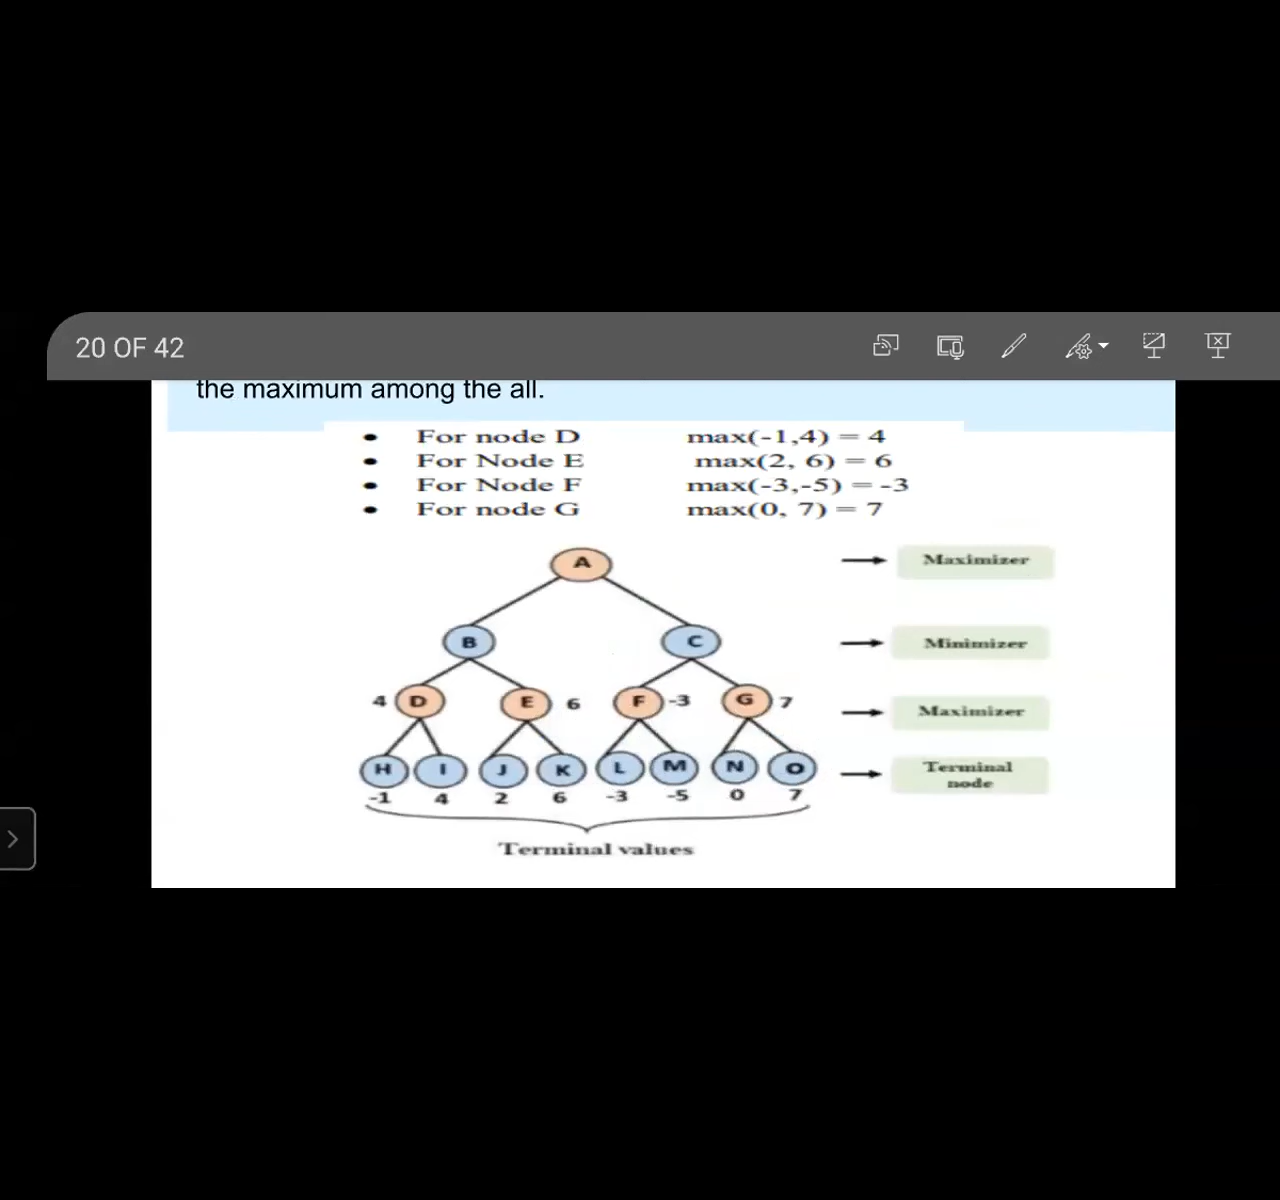 20 OF 42
the maximum among the all.
• For node D max(-1,4) = 4
• For Node E max(2, 6) = 6
• For Node F max(-3,-5) = -3
• For node G max(0, 7) = 7
A Maximizer
B C Minimizer
4 D E 6 F -3 G 7 Maximizer
H I J K L M N O Terminal
node
-1 4 2 6 -3 -5 0 7
Terminal values